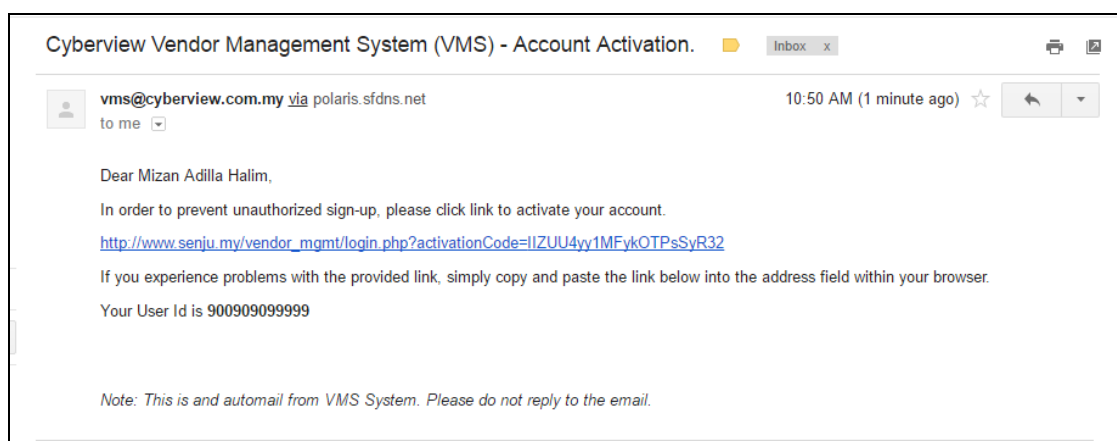 Cyberview Vendor Management System (VMS) - Account Activation.
Inbox x
vms@cyberview.com.my via polaris.sfdns.net
10:50 AM (1 minute ago)
to me
Dear Mizan Adilla Halim,
In order to prevent unauthorized sign-up, please click link to activate your account.
http://www.senju.my/vendor_mgmt/login.php?activationCode=IIZUU4yy1MFykOTPsSyR32
If you experience problems with the provided link, simply copy and paste the link below into the address field within your browser.
Your User Id is 900909099999
Note: This is and automail from VMS System. Please do not reply to the email.